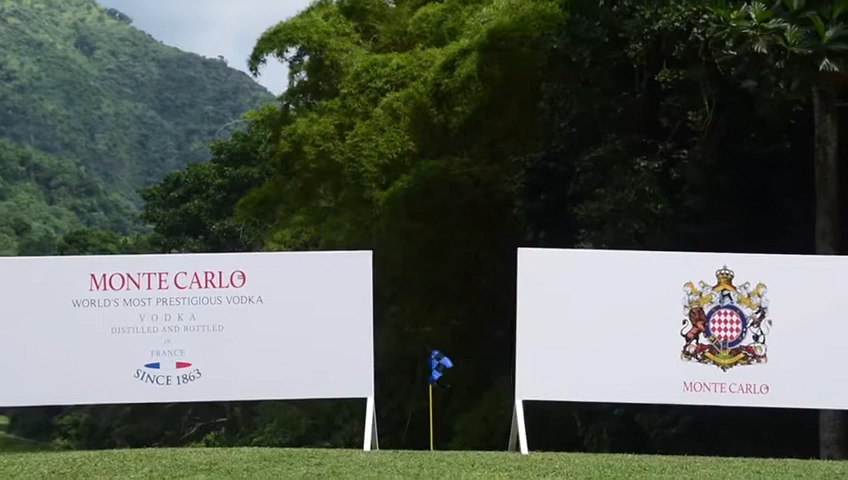 MONTE CARLO
WORLD'S MOST PRESTIGIOUS VODKA
VODKA
DISTILLED AND BOTTLED
IN
FRANCE
SINCE 1863
MONTE CARLO